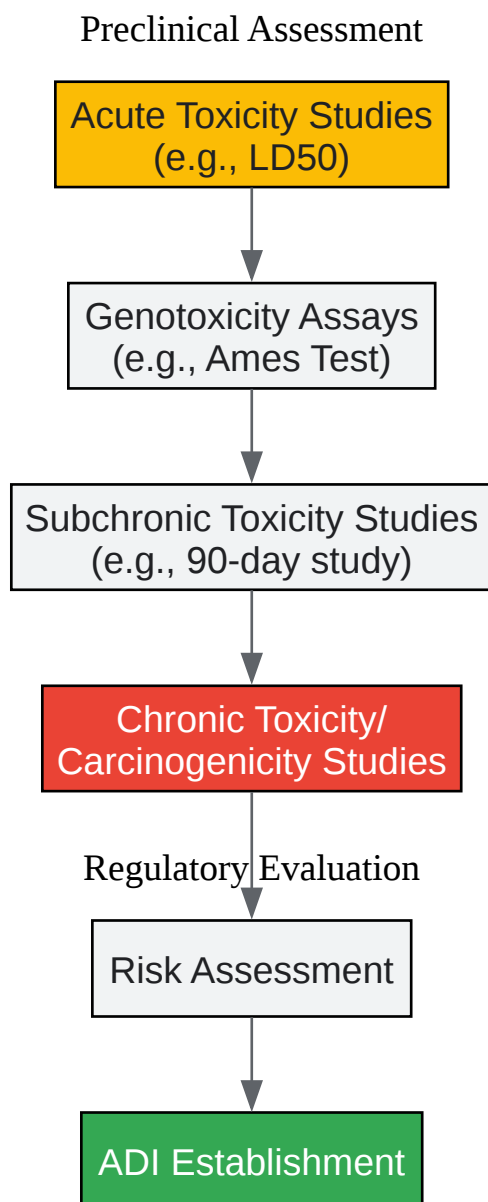 Preclinical Assessment
Acute Toxicity Studies
(e.g., LD50)
Genotoxicity Assays
(e.g., Ames Test)
Subchronic Toxicity Studies
(e.g., 90-day study)
Chronic Toxicity/
Carcinogenicity Studies
Regulatory Evaluation
Risk Assessment
ADI Establishment